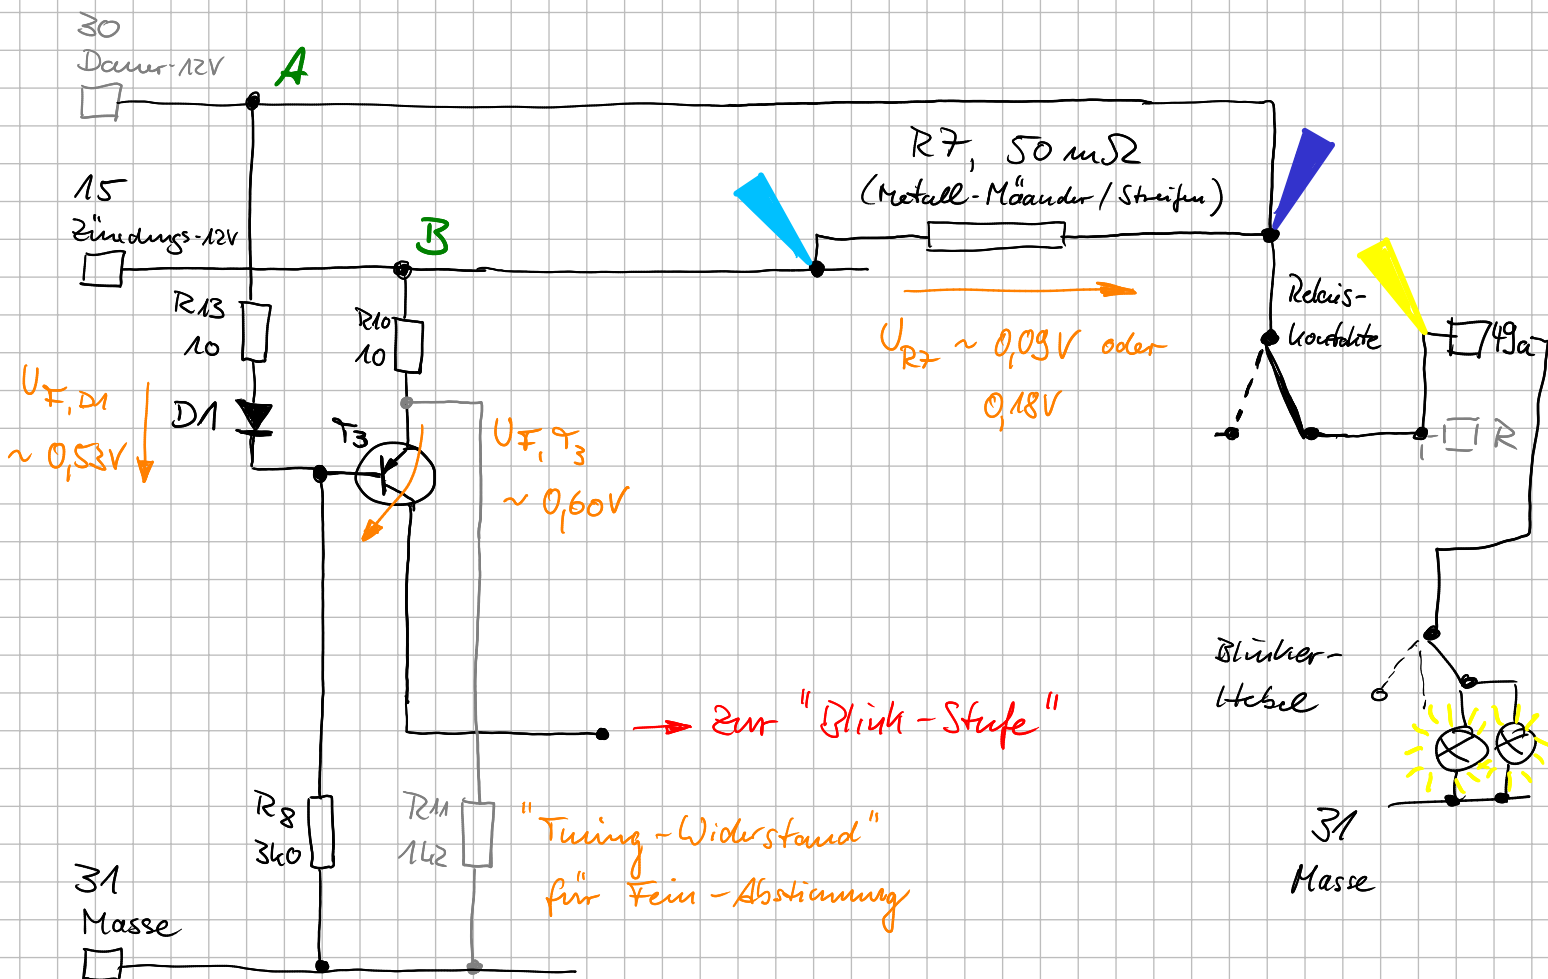 30
Dauer-12V
A
R7, 50 mΩ
(Metall-Mäander/Streifen)
15
Zündungs-12V
B
R13
10
R10
10
Relais-
kontakte
49a
U_R7 ~ 0,09V oder
0,18V
U_F,D1
~ 0,53V
D1
T3
U_F,T3
~ 0,60V
R
Blinker-
Hebel
→ Zur "Blink-Stufe"
R8
3k0
R11
1k2
"Tuning-Widerstand"
für Fein-Abstimmung
31
Masse
31
Masse